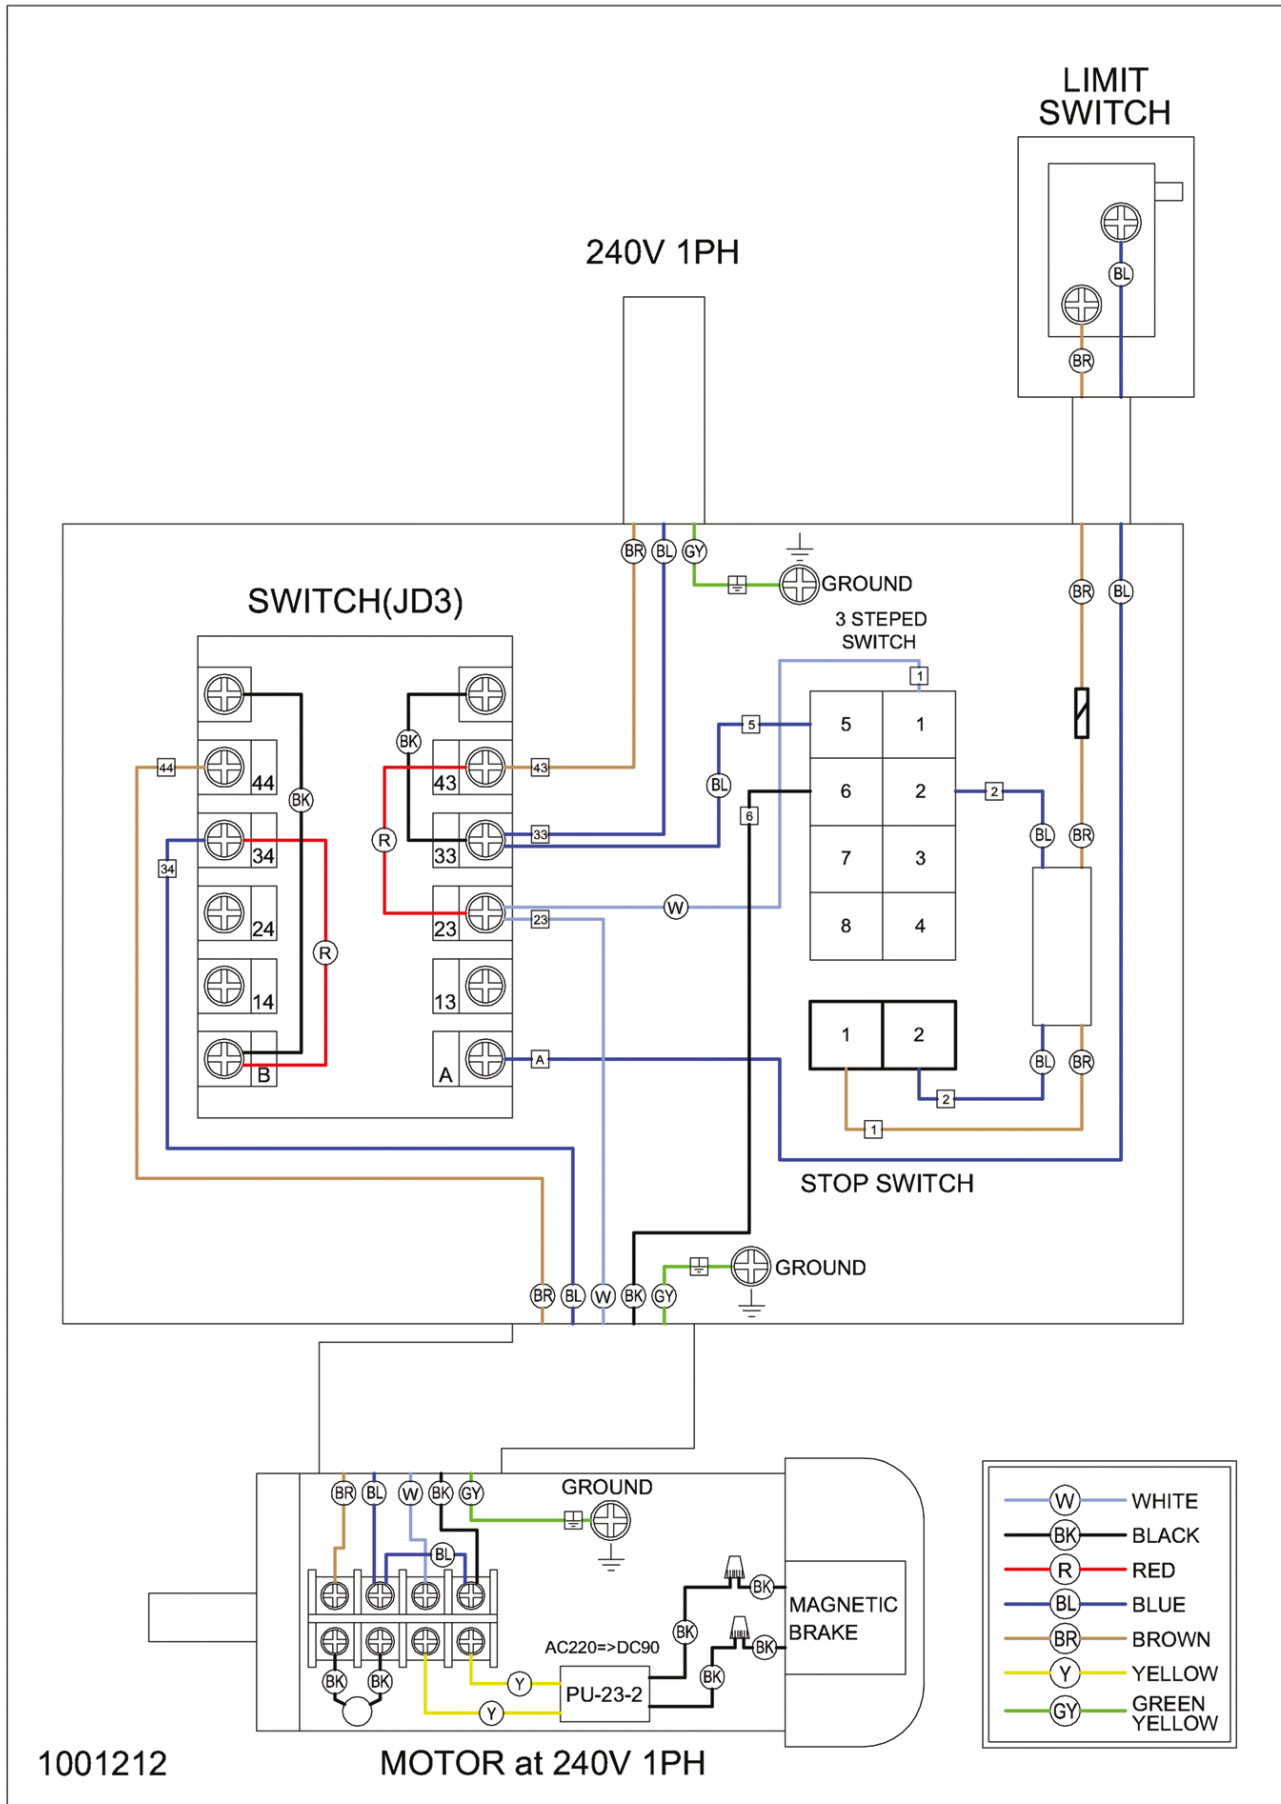 LIMIT
SWITCH
BL
BR
240V 1PH
BR BL GY
GROUND
BR BL
SWITCH(JD3)
3 STEPED
SWITCH
1
BK
44
44
43
43
R
BK
34
34
33
33
BL
5
6
W
24
23
23
R
14
13
B
A
A
5 1
6 2
7 3
8 4
2
BL BR
1 2
BL BR
2
1
STOP SWITCH
GROUND
BR BL W BK GY
BR BL W BK GY
GROUND
BL
BK BK
Y
Y
AC220=>DC90
PU-23-2
BK
BK
BK
BK
MAGNETIC
BRAKE
W WHITE
BK BLACK
R RED
BL BLUE
BR BROWN
Y YELLOW
GY GREEN
YELLOW
1001212
MOTOR at 240V 1PH